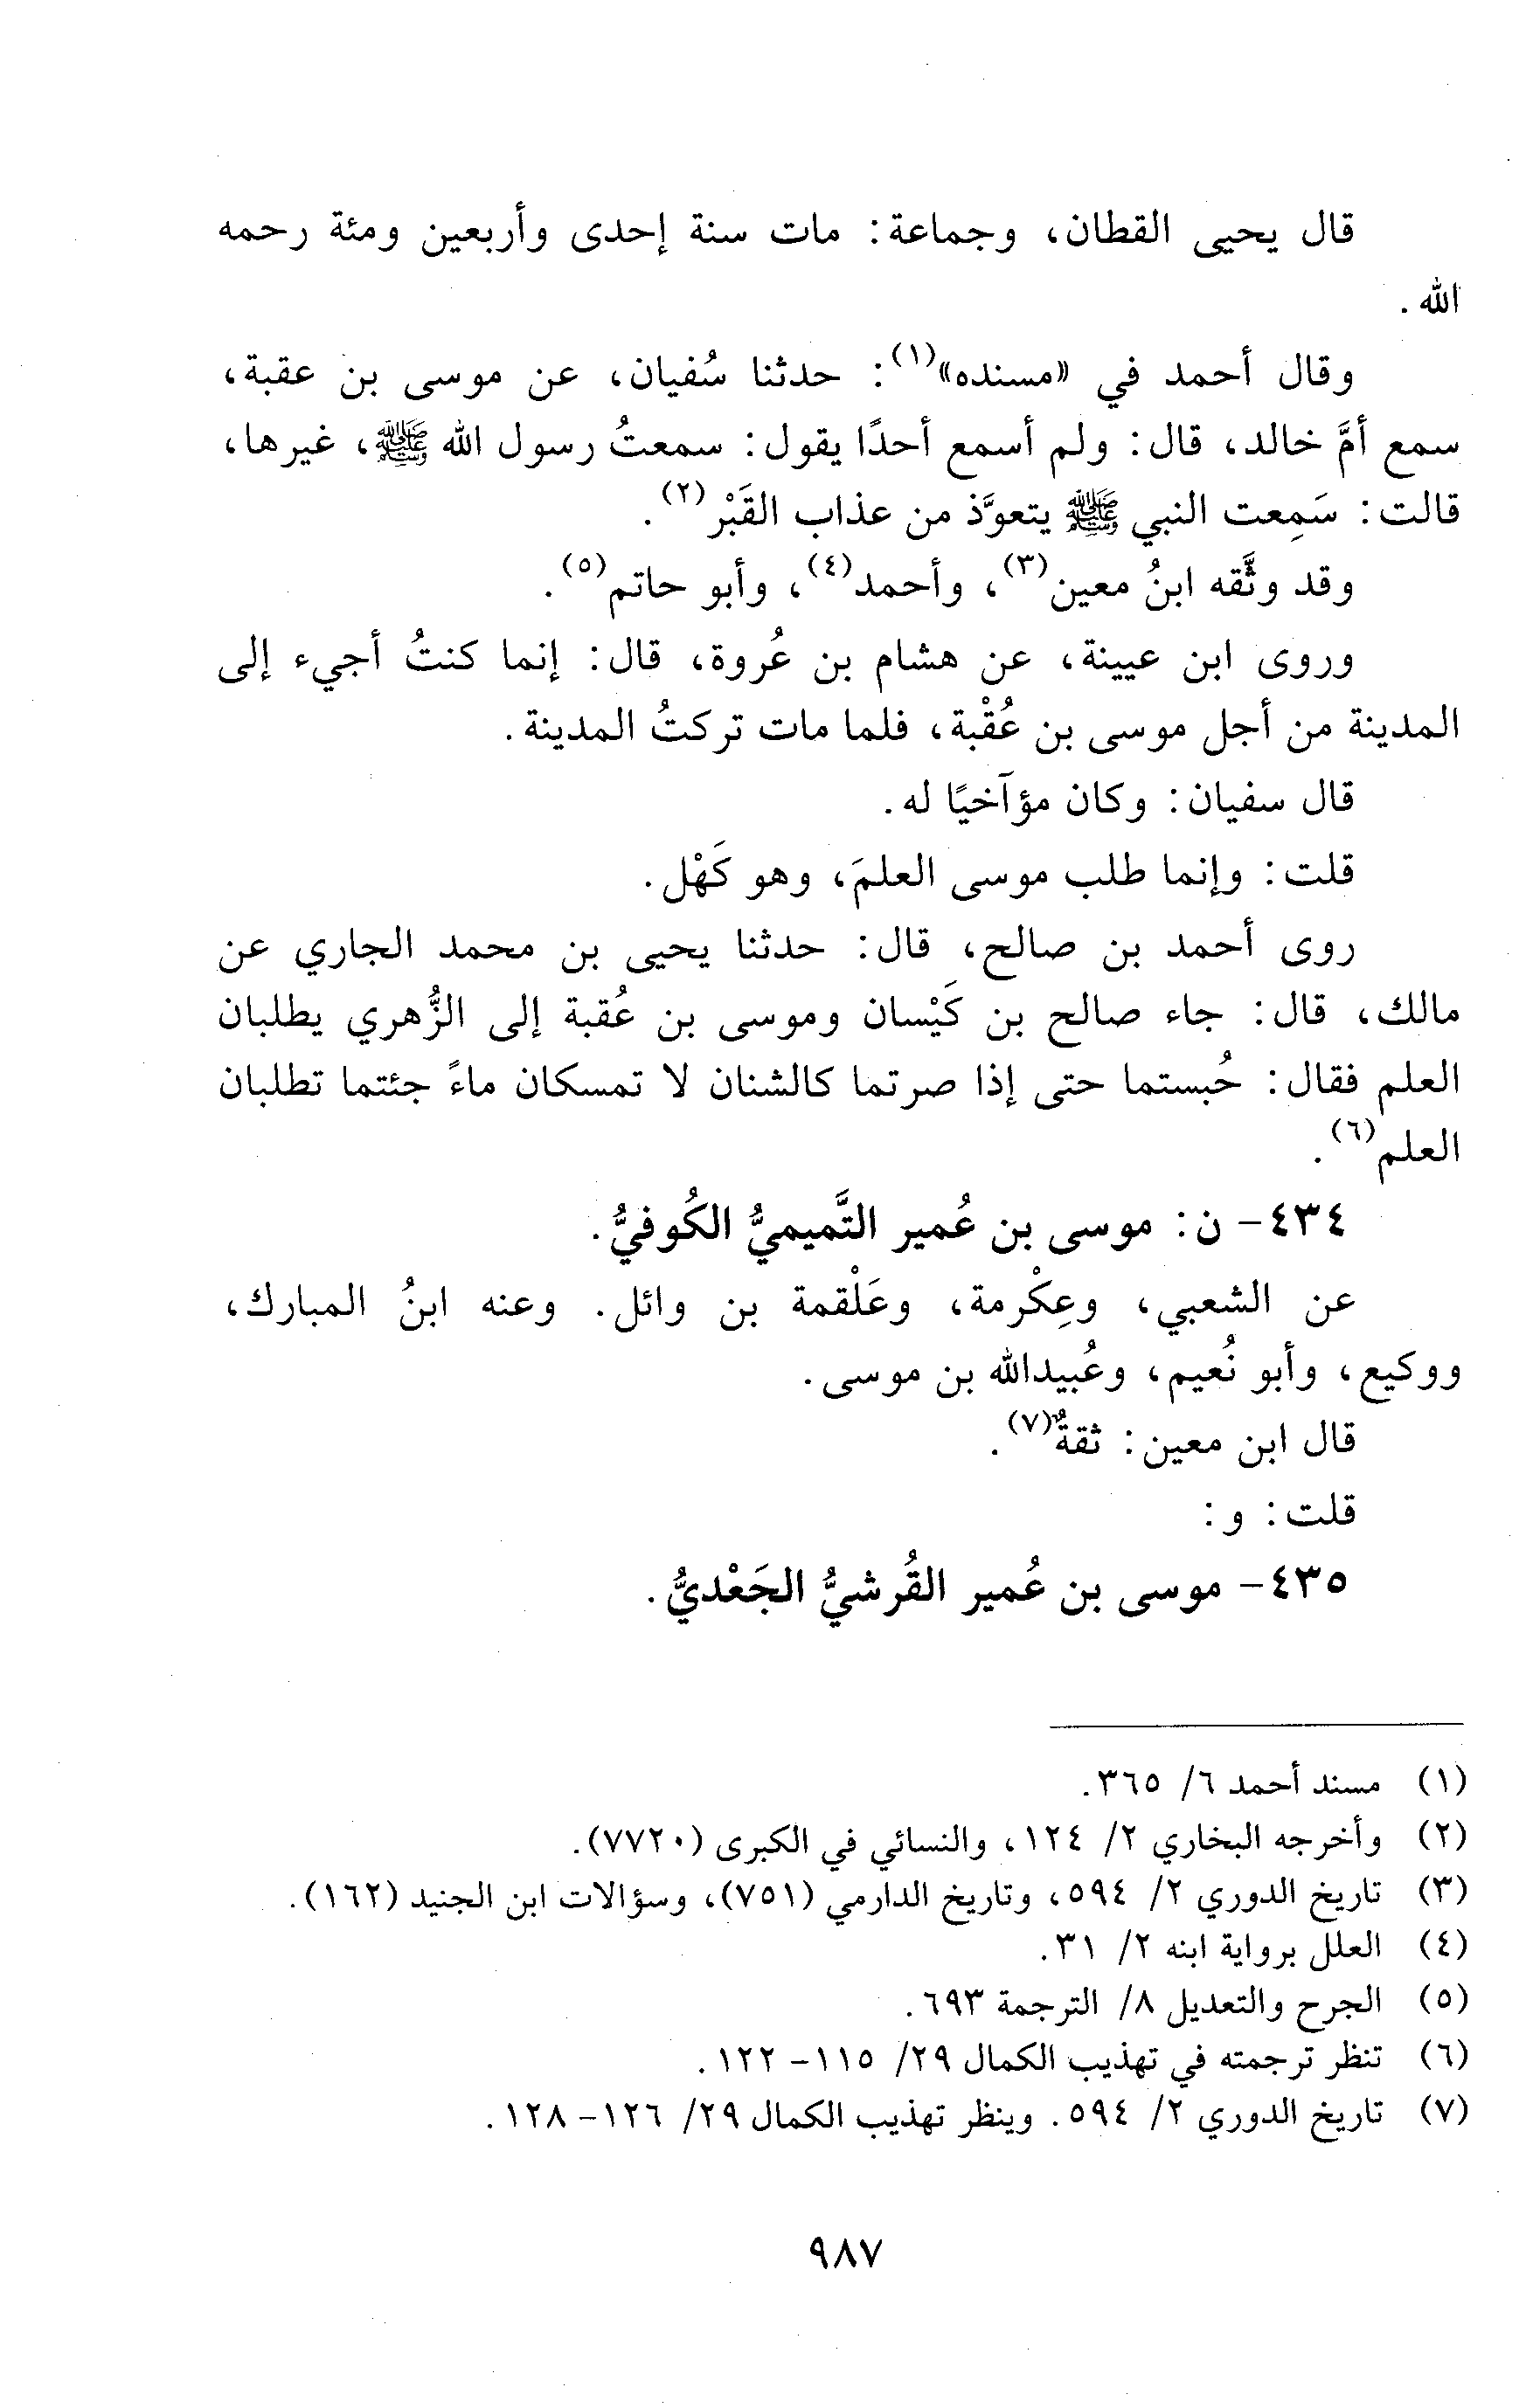 قال يحيى القطان، وجماعة: مات سنة إحدى وأربعين ومئة رحمه
الله.
وقال أحمد في «مسنده»(١): حدثنا سُفيان، عن موسى بن عقبة،
سمع أمَّ خالد، قال: ولم أسمع أحدًا يقول: سمعتُ رسول الله ﷺ، غيرها،
قالت: سَمِعت النبي ﷺ يتعوَّذ من عذاب القَبْر(٢).
وقد وثَّقه ابنُ معين(٣)، وأحمد(٤)، وأبو حاتم(٥).
وروى ابن عيينة، عن هشام بن عُروة، قال: إنما كنتُ أجيء إلى
المدينة من أجل موسى بن عُقْبة، فلما مات تركتُ المدينة.
قال سفيان: وكان مؤآخيًا له.
قلت: وإنما طلب موسى العلمَ، وهو كَهْل.
روى أحمد بن صالح، قال: حدثنا يحيى بن محمد الجاري عن
مالك، قال: جاء صالح بن كَيْسان وموسى بن عُقبة إلى الزُّهري يطلبان
العلم فقال: حُبستما حتى إذا صرتما كالشنان لا تمسكان ماءً جئتما تطلبان
العلم(٦).
٤٣٤- ن: موسى بن عُمير التَّميميُّ الكُوفيُّ.
عن الشعبي، وعِكْرمة، وعَلْقمة بن وائل. وعنه ابنُ المبارك،
ووكيع، وأبو نُعيم، وعُبيدالله بن موسى.
قال ابن معين: ثقةٌ(٧).
قلت: و:
٤٣٥- موسى بن عُمير القُرشيُّ الجَعْديُّ.
(١) مسند أحمد ٦/ ٣٦٥.
(٢) وأخرجه البخاري ٢/ ١٢٤، والنسائي في الكبرى (٧٧٢٠).
(٣) تاريخ الدوري ٢/ ٥٩٤، وتاريخ الدارمي (٧٥١)، وسؤالات ابن الجنيد (١٦٢).
(٤) العلل برواية ابنه ٢/ ٣١.
(٥) الجرح والتعديل ٨/ الترجمة ٦٩٣.
(٦) تنظر ترجمته في تهذيب الكمال ٢٩/ ١١٥- ١٢٢.
(٧) تاريخ الدوري ٢/ ٥٩٤. وينظر تهذيب الكمال ٢٩/ ١٢٦- ١٢٨.
٩٨٧